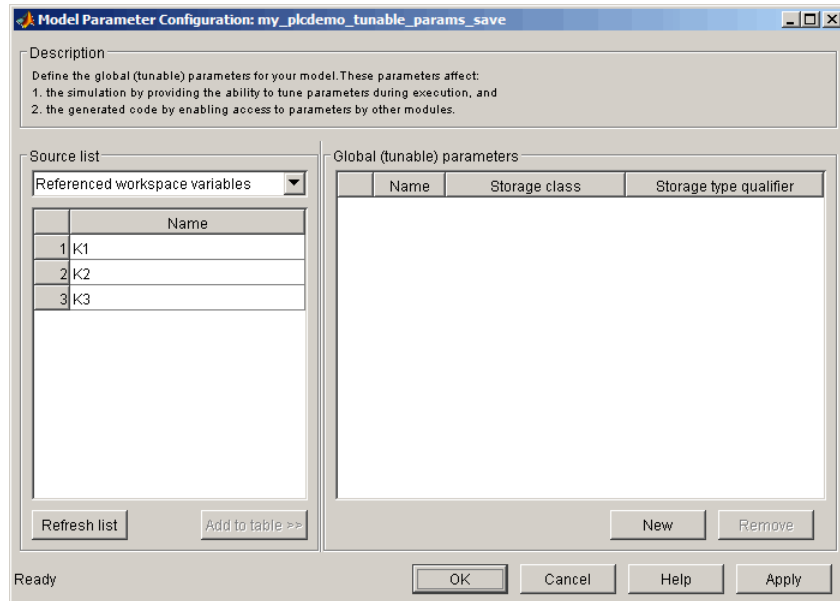 Model Parameter Configuration: my_plcdemo_tunable_params_save
Description
Define the global (tunable) parameters for your model.These parameters affect:
1. the simulation by providing the ability to tune parameters during execution, and
2. the generated code by enabling access to parameters by other modules.
Source list
Referenced workspace variables
Name
1 K1
2 K2
3 K3
Refresh list
Add to table >>
Global (tunable) parameters
Name Storage class Storage type qualifier
New
Remove
Ready
OK
Cancel
Help
Apply